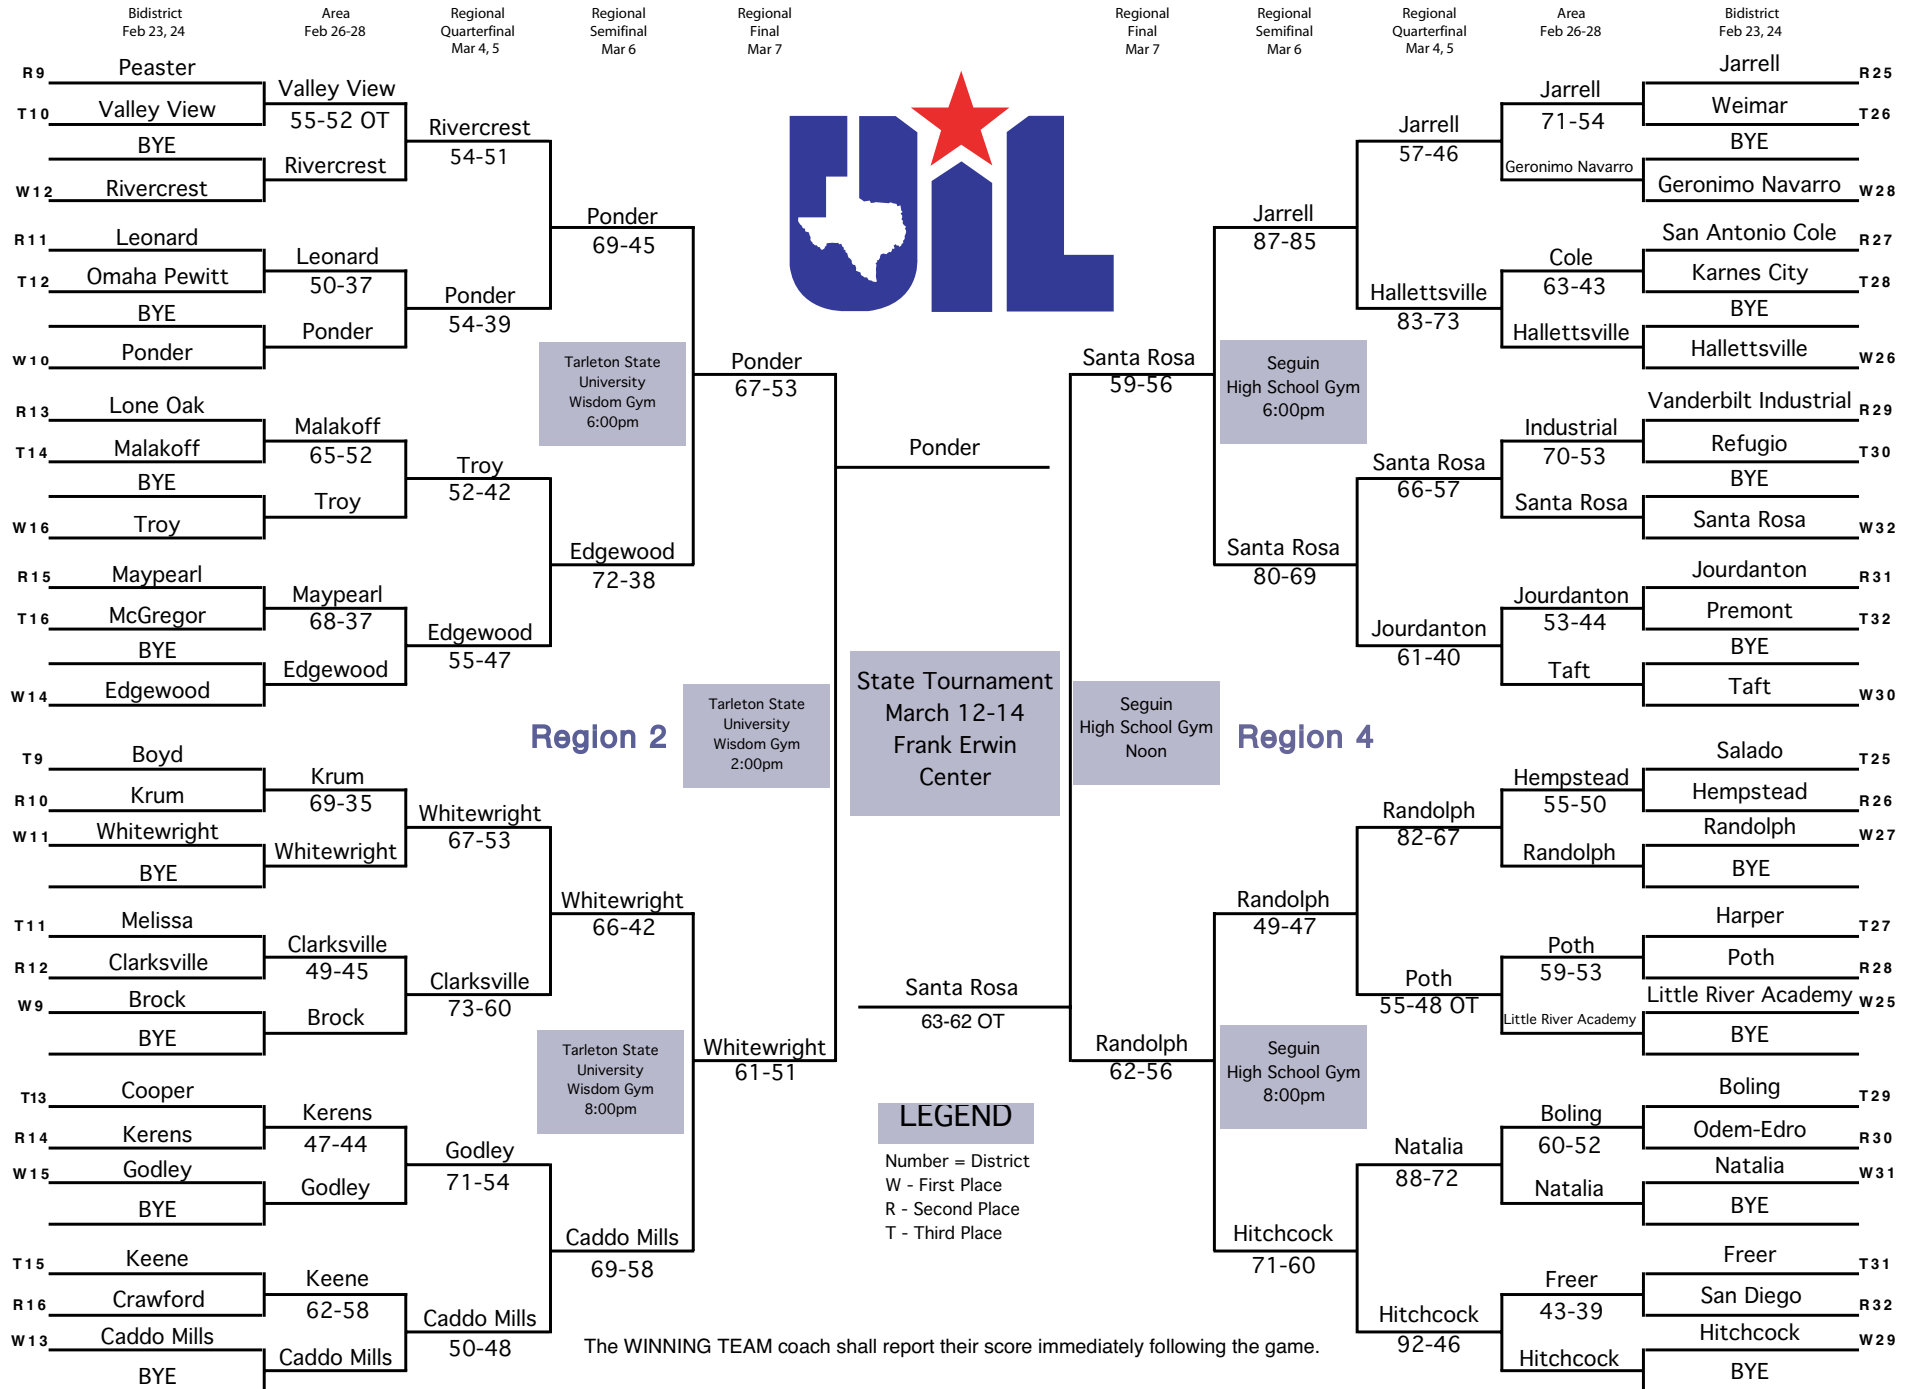 Bidistrict
Feb 23, 24
Area
Feb 26-28
Regional
Quarterfinal
Mar 4, 5
Regional
Semifinal
Mar 6
Regional
Final
Mar 7
Regional
Final
Mar 7
Regional
Semifinal
Mar 6
Regional
Quarterfinal
Mar 4, 5
Area
Feb 26-28
Bidistrict
Feb 23, 24
R9 Peaster
T10 Valley View
BYE
W12 Rivercrest
R11 Leonard
T12 Omaha Pewitt
BYE
W10 Ponder
R13 Lone Oak
T14 Malakoff
BYE
W16 Troy
R15 Maypearl
T16 McGregor
BYE
W14 Edgewood
T9 Boyd
R10 Krum
W11 Whitewright
BYE
T11 Melissa
R12 Clarksville
W9 Brock
BYE
T13 Cooper
R14 Kerens
W15 Godley
BYE
T15 Keene
R16 Crawford
W13 Caddo Mills
BYE
Valley View
55-52 OT
Rivercrest
Leonard
50-37
Ponder
Malakoff
65-52
Troy
Maypearl
68-37
Edgewood
Krum
69-35
Whitewright
Clarksville
49-45
Brock
Kerens
47-44
Godley
Keene
62-58
Caddo Mills
Rivercrest
54-51
Ponder
54-39
Troy
52-42
Edgewood
55-47
Whitewright
67-53
Clarksville
73-60
Godley
71-54
Caddo Mills
50-48
Ponder
69-45
Tarleton State
University
Wisdom Gym
6:00pm
Edgewood
72-38
Region 2
Whitewright
66-42
Tarleton State
University
Wisdom Gym
8:00pm
Caddo Mills
69-58
Ponder
67-53
Tarleton State
University
Wisdom Gym
2:00pm
Whitewright
61-51
UIL
Ponder
State Tournament
March 12-14
Frank Erwin
Center
Santa Rosa
63-62 OT
LEGEND
Number = District
W - First Place
R - Second Place
T - Third Place
The WINNING TEAM coach shall report their score immediately following the game.
Santa Rosa
59-56
Seguin
High School Gym
Noon
Randolph
62-56
Jarrell
87-85
Seguin
High School Gym
6:00pm
Santa Rosa
80-69
Region 4
Randolph
49-47
Seguin
High School Gym
8:00pm
Hitchcock
71-60
Jarrell
57-46
Hallettsville
83-73
Santa Rosa
66-57
Jourdanton
61-40
Randolph
82-67
Poth
55-48 OT
Natalia
88-72
Hitchcock
92-46
Jarrell
71-54
Geronimo Navarro
Cole
63-43
Hallettsville
Industrial
70-53
Santa Rosa
Jourdanton
53-44
Taft
Hempstead
55-50
Randolph
Poth
59-53
Little River Academy
Boling
60-52
Natalia
Freer
43-39
Hitchcock
Jarrell R25
Weimar T26
BYE
Geronimo Navarro W28
San Antonio Cole R27
Karnes City T28
BYE
Hallettsville W26
Vanderbilt Industrial R29
Refugio T30
BYE
Santa Rosa W32
Jourdanton R31
Premont T32
BYE
Taft W30
Salado T25
Hempstead R26
Randolph W27
BYE
Harper T27
Poth R28
Little River Academy W25
BYE
Boling T29
Odem-Edro R30
Natalia W31
BYE
Freer T31
San Diego R32
Hitchcock W29
BYE